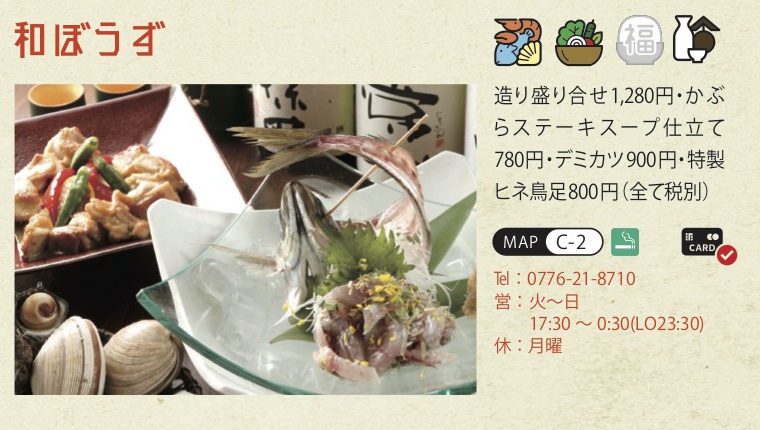 和ぼうず
福
造り盛り合せ1,280円・かぶ
らステーキスープ仕立て
780円・デミカツ900円・特製
ヒネ鳥足800円（全て税別）
MAP C-2
CARD
Tel：0776-21-8710
営：火〜日
17:30 〜 0:30(LO23:30)
休：月曜